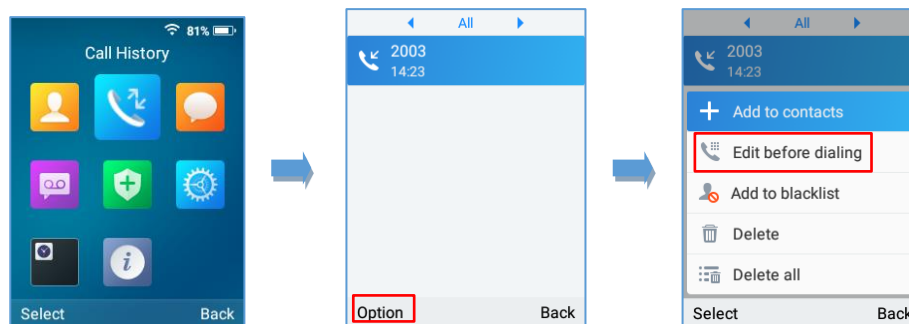 81%
Call History
Select Back
All
2003
14:23
Option Back
All
2003
14:23
Add to contacts
Edit before dialing
Add to blacklist
Delete
Delete all
Select Back